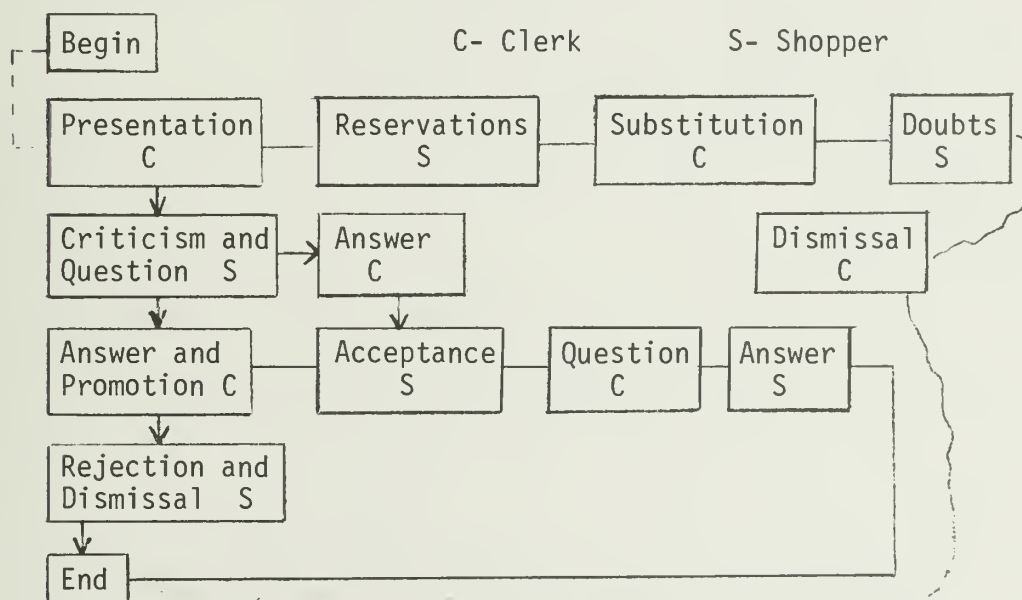 Begin
C- Clerk
S- Shopper
Presentation
C
Reservations
S
Substitution
C
Doubts
S
Criticism and
Question S
Answer
C
Dismissal
C
Answer and
Promotion C
Acceptance
S
Question
C
Answer
S
Rejection and
Dismissal S
End